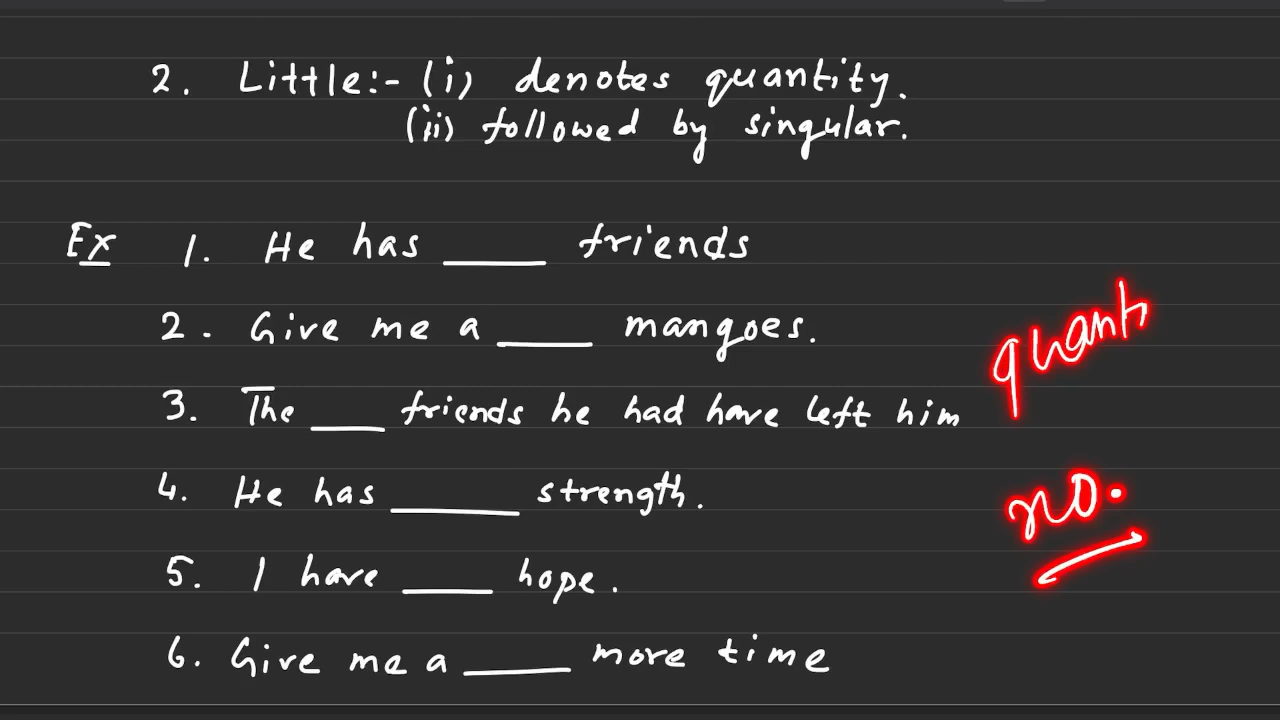 2. Little:- (i) denotes quantity.
(ii) followed by singular.
Ex 1. He has ____ friends
2. Give me a ____ mangoes.
3. The ____ friends he had have left him
4. He has ____ strength.
5. I have ____ hope.
6. Give me a ____ more time
quanti
no.